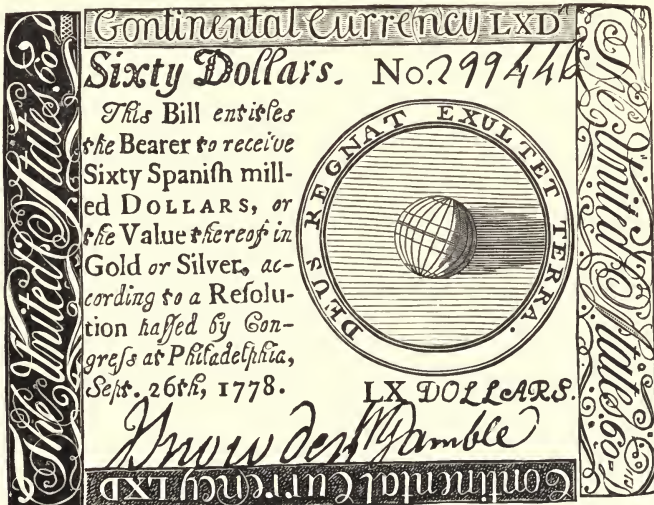 Continental Currency LXD
Sixty Dollars. No. 299446
This Bill entitles
the Bearer to receive
Sixty Spaniſh mill-
ed DOLLARS, or
the Value thereof in
Gold or Silver, ac-
cording to a Reſolu-
tion paſſed by Con-
greſs at Philadelphia,
Sept. 26th, 1778.
DEUS REGNAT EXULTET TERRA.
LX DOLLARS.
Gamble
The United States. 60-D
The United States 60-D
Continental Currency LXD